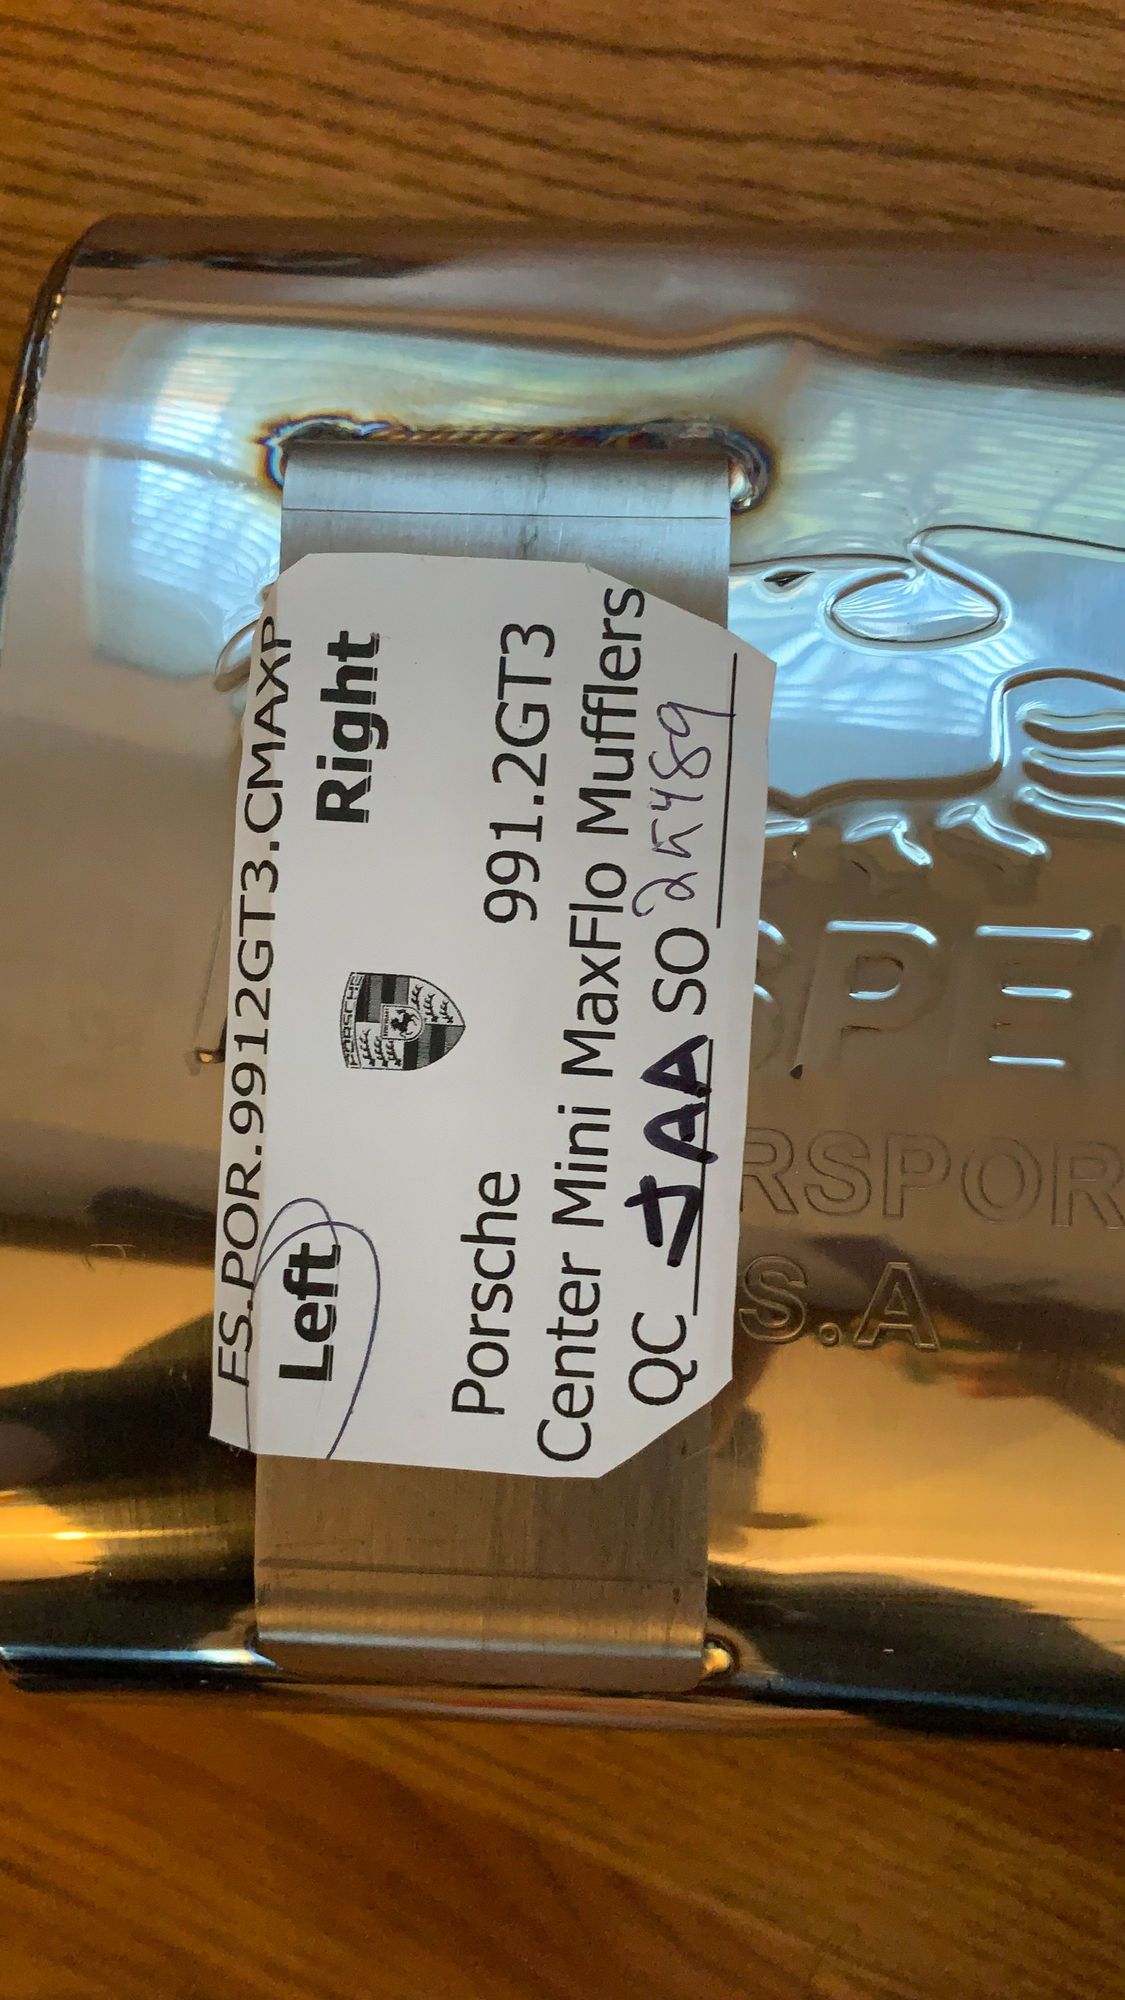 FS.POR.9912GT3.CMAXP
Left Right
PORSCHE
Porsche 991.2GT3
Center Mini MaxFlo Mufflers
QC JAA SO 25489
SPE
RSPOR
S.A